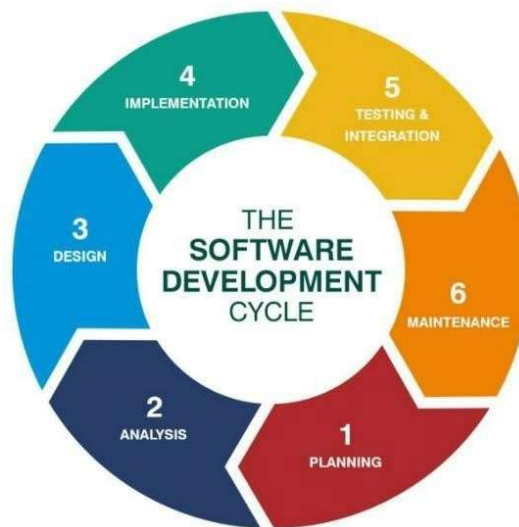 THE
SOFTWARE
DEVELOPMENT
CYCLE
1
PLANNING
2
ANALYSIS
3
DESIGN
4
IMPLEMENTATION
5
TESTING &
INTEGRATION
6
MAINTENANCE